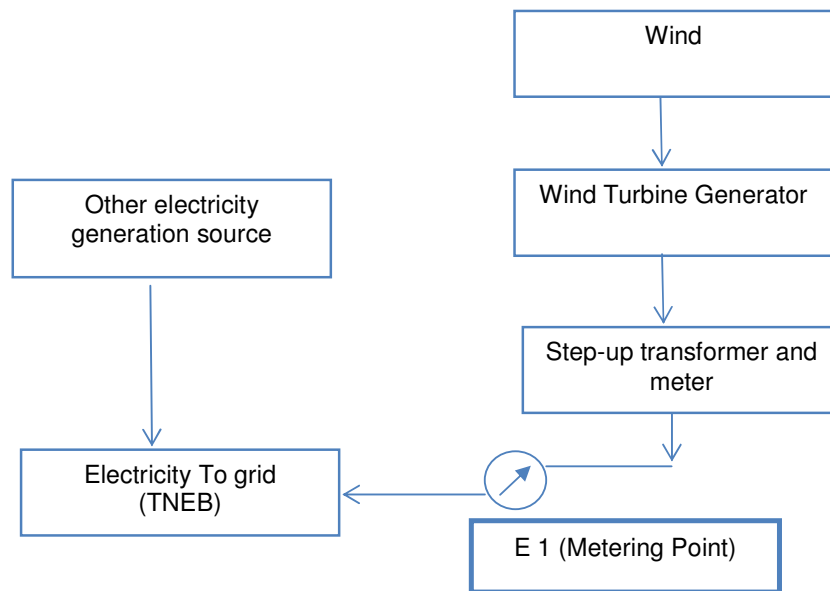 Wind
Wind Turbine Generator
Other electricity
generation source
Step-up transformer and
meter
Electricity To grid
(TNEB)
E 1 (Metering Point)